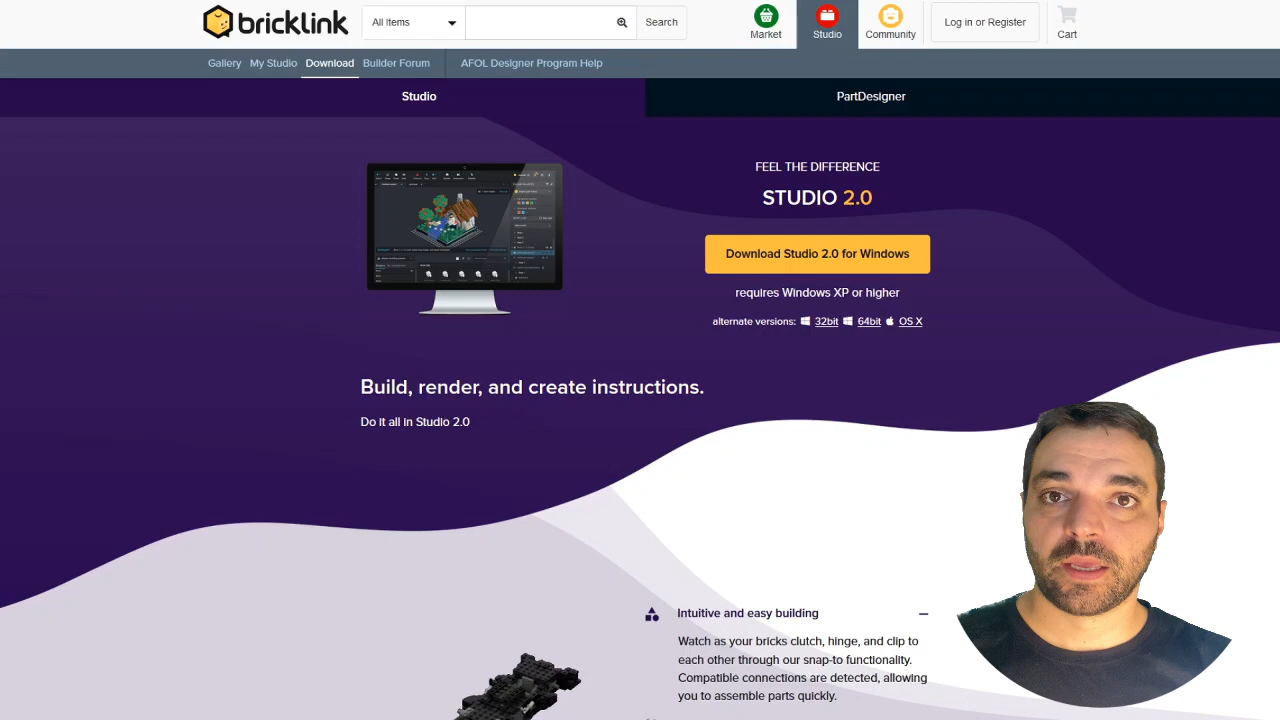 bricklink
All Items
Search
Market
Studio
Community
Log in or Register
Cart
Gallery
My Studio
Download
Builder Forum
AFOL Designer Program Help
Studio
PartDesigner
FEEL THE DIFFERENCE
STUDIO 2.0
Download Studio 2.0 for Windows
requires Windows XP or higher
alternate versions: 32bit 64bit OS X
Build, render, and create instructions.
Do it all in Studio 2.0
Intuitive and easy building
Watch as your bricks clutch, hinge, and clip to
each other through our snap-to functionality.
Compatible connections are detected, allowing
you to assemble parts quickly.